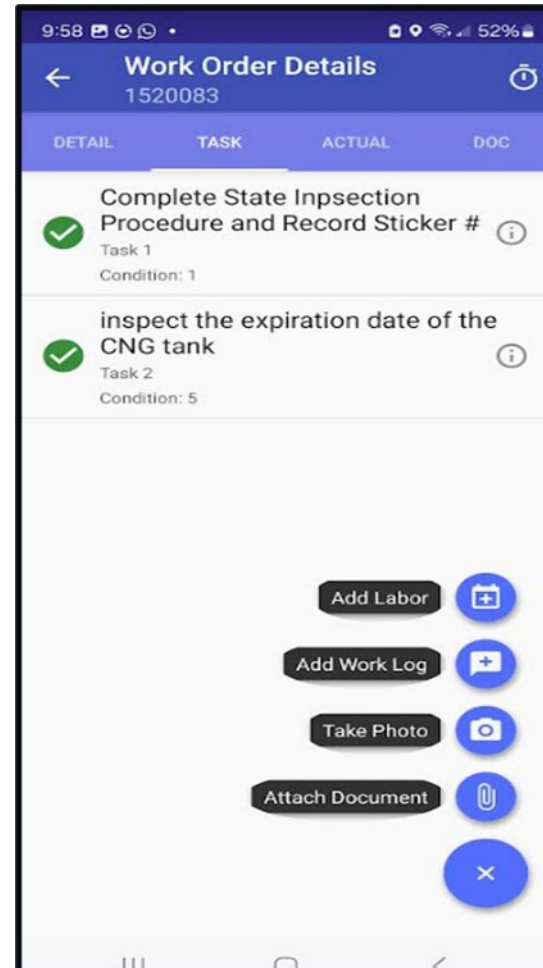 9:58
52%
Work Order Details
1520083
DETAIL TASK ACTUAL DOC
Complete State Inpsection
Procedure and Record Sticker #
Task 1
Condition: 1
inspect the expiration date of the
CNG tank
Task 2
Condition: 5
Add Labor
Add Work Log
Take Photo
Attach Document